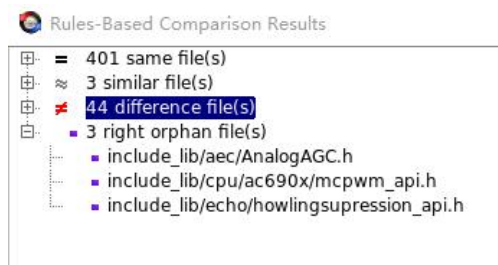 Rules-Based Comparison Results
= 401 same file(s)
≈ 3 similar file(s)
≠ 44 difference file(s)
3 right orphan file(s)
include_lib/aec/AnalogAGC.h
include_lib/cpu/ac690x/mcpwm_api.h
include_lib/echo/howlingsupression_api.h